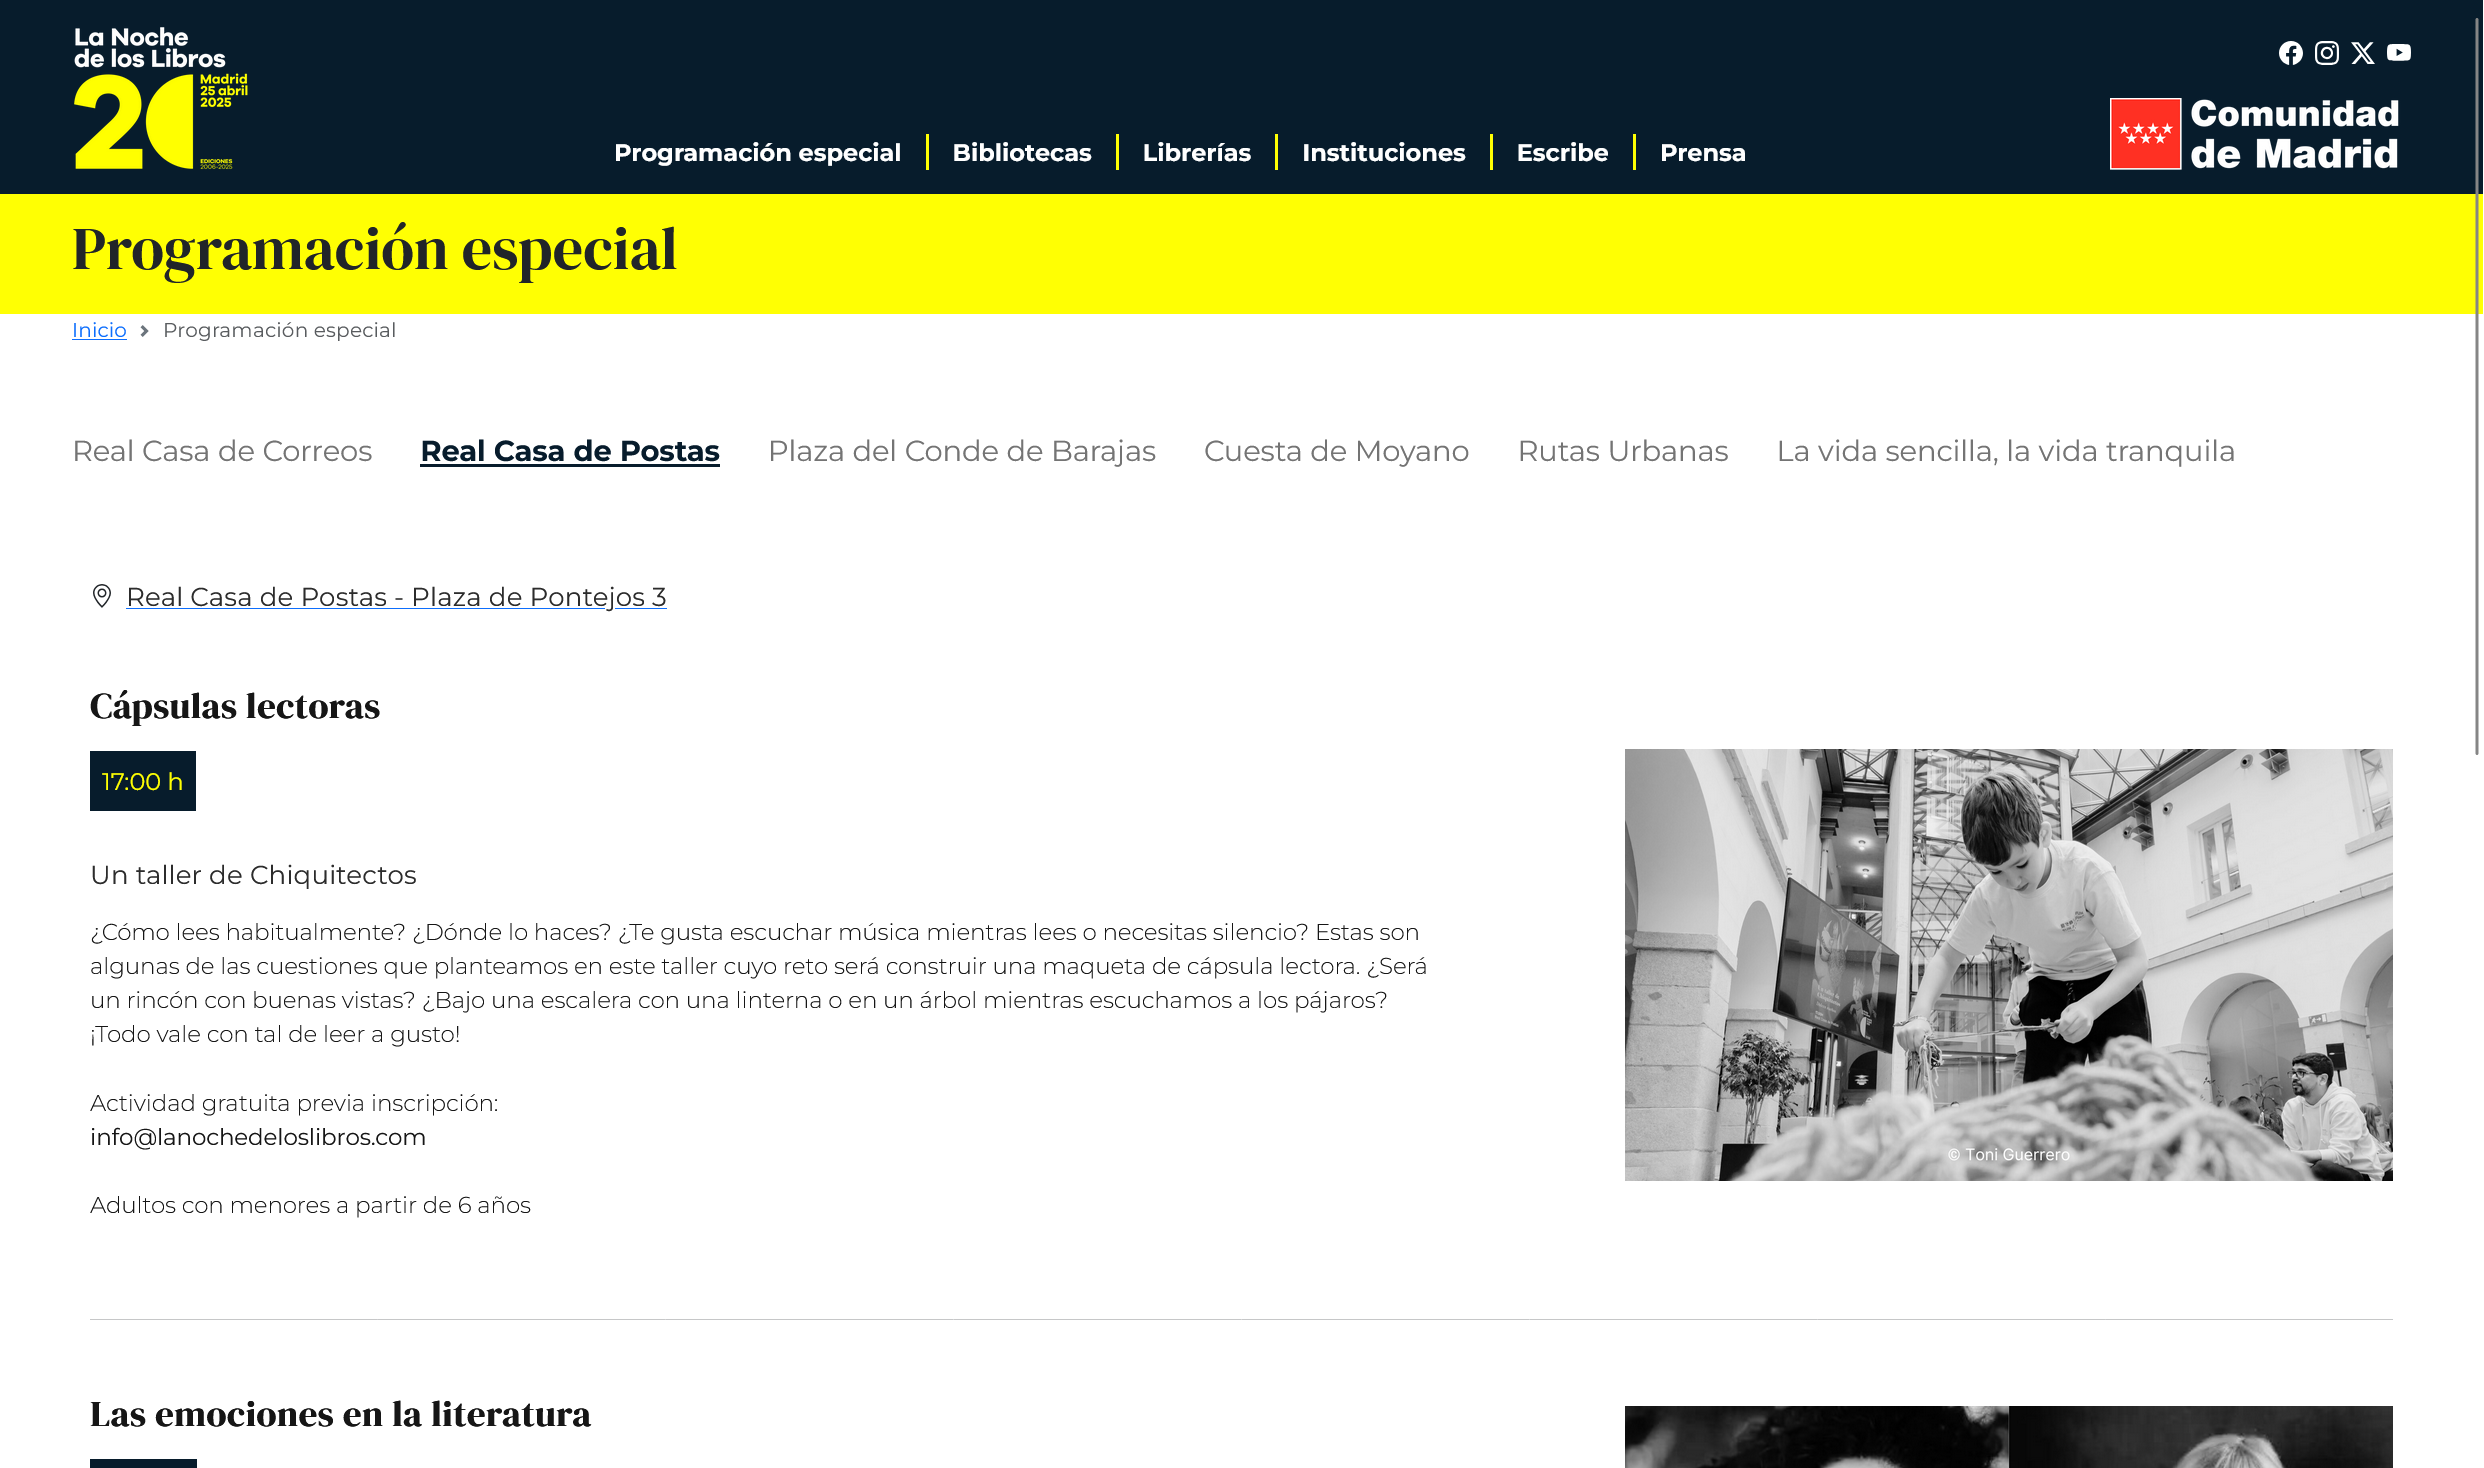 La Noche
de los Libros
20
Madrid
25 abril
2025
EDICIONES
2006-2025
Programación especial
Bibliotecas
Librerías
Instituciones
Escribe
Prensa
Comunidad
de Madrid
Programación especial
Inicio
Programación especial
Real Casa de Correos
Real Casa de Postas
Plaza del Conde de Barajas
Cuesta de Moyano
Rutas Urbanas
La vida sencilla, la vida tranquila
Real Casa de Postas - Plaza de Pontejos 3
Cápsulas lectoras
17:00 h
Un taller de Chiquitectos
¿Cómo lees habitualmente? ¿Dónde lo haces? ¿Te gusta escuchar música mientras lees o necesitas silencio? Estas son
algunas de las cuestiones que planteamos en este taller cuyo reto será construir una maqueta de cápsula lectora. ¿Será
un rincón con buenas vistas? ¿Bajo una escalera con una linterna o en un árbol mientras escuchamos a los pájaros?
¡Todo vale con tal de leer a gusto!
Actividad gratuita previa inscripción:
info@lanochedeloslibros.com
Adultos con menores a partir de 6 años
© Toni Guerrero
Las emociones en la literatura